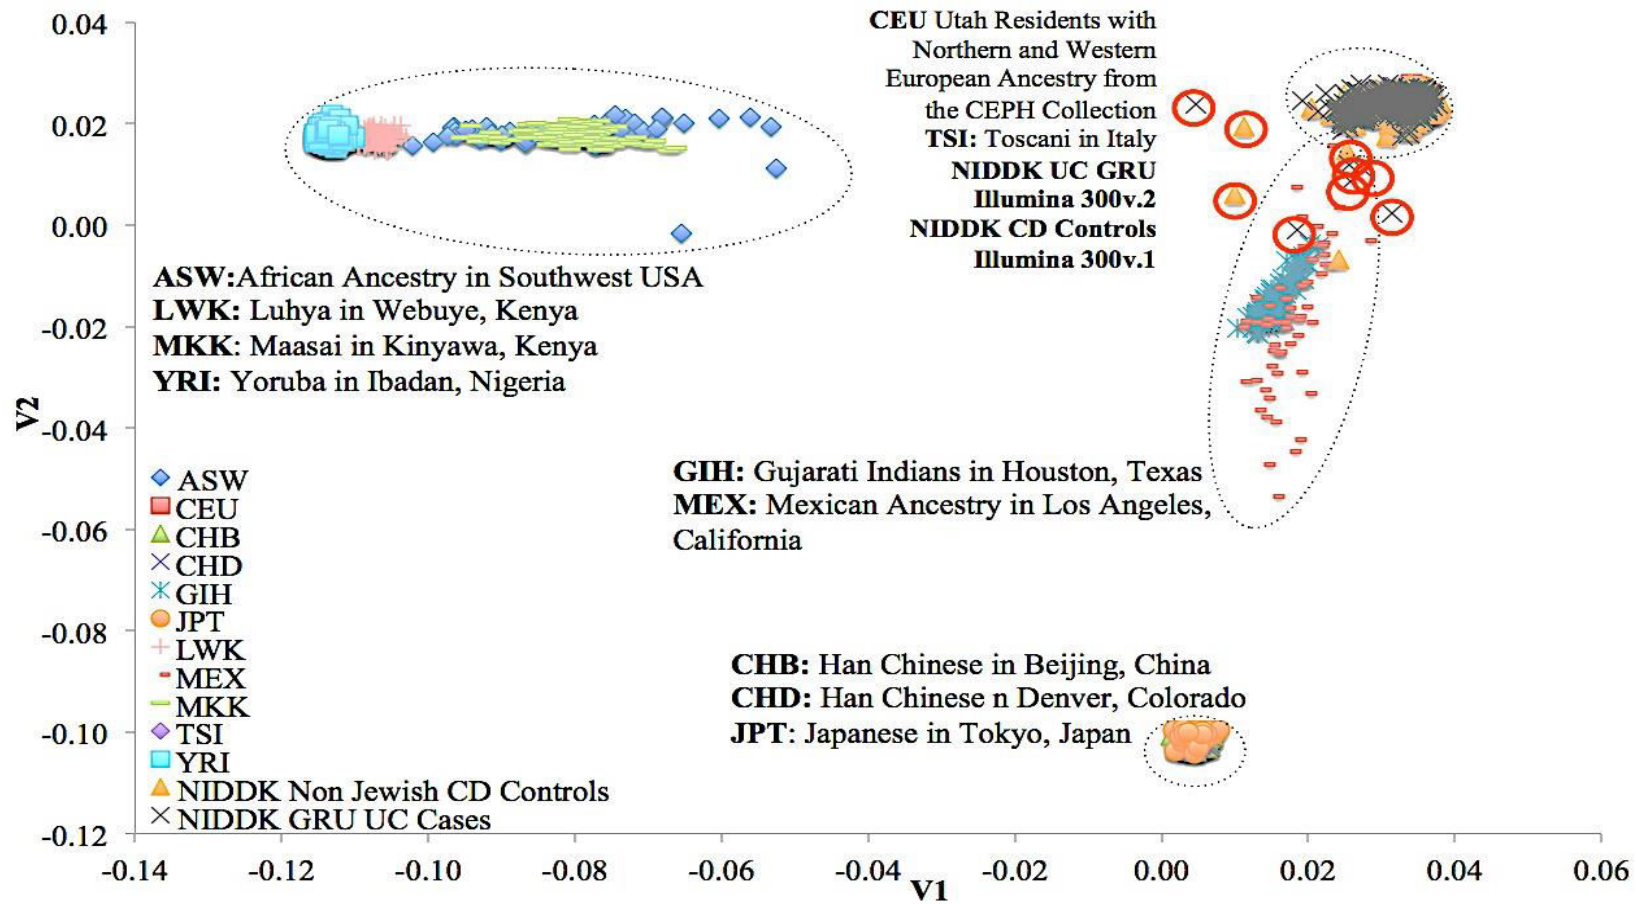 0.04
0.02
0.00
-0.02
-0.04
-0.06
-0.08
-0.10
-0.12
V2
CEU Utah Residents with
Northern and Western
European Ancestry from
the CEPH Collection
TSI: Toscani in Italy
NIDDK UC GRU
Illumina 300v.2
NIDDK CD Controls
Illumina 300v.1
ASW:African Ancestry in Southwest USA
LWK: Luhya in Webuye, Kenya
MKK: Maasai in Kinyawa, Kenya
YRI: Yoruba in Ibadan, Nigeria
GIH: Gujarati Indians in Houston, Texas
MEX: Mexican Ancestry in Los Angeles,
California
ASW
CEU
CHB
CHD
GIH
JPT
LWK
MEX
MKK
TSI
YRI
NIDDK Non Jewish CD Controls
NIDDK GRU UC Cases
CHB: Han Chinese in Beijing, China
CHD: Han Chinese n Denver, Colorado
JPT: Japanese in Tokyo, Japan
-0.14 -0.12 -0.10 -0.08 -0.06 -0.04 -0.02 0.00 0.02 0.04 0.06
V1